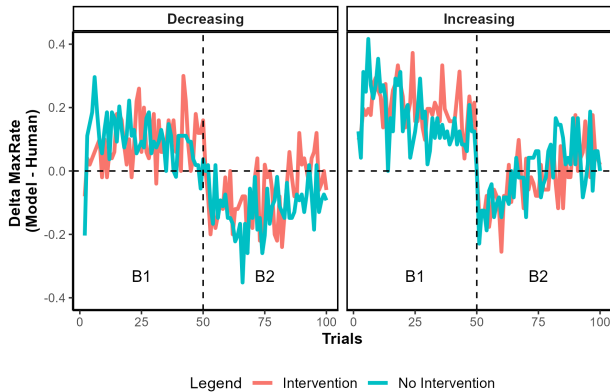 Decreasing
Increasing
Delta MaxRate
(Model - Human)
0.4
0.2
0.0
-0.2
-0.4
B1
B2
B1
B2
0
25
50
75
100
0
25
50
75
100
Trials
Legend
Intervention
No Intervention